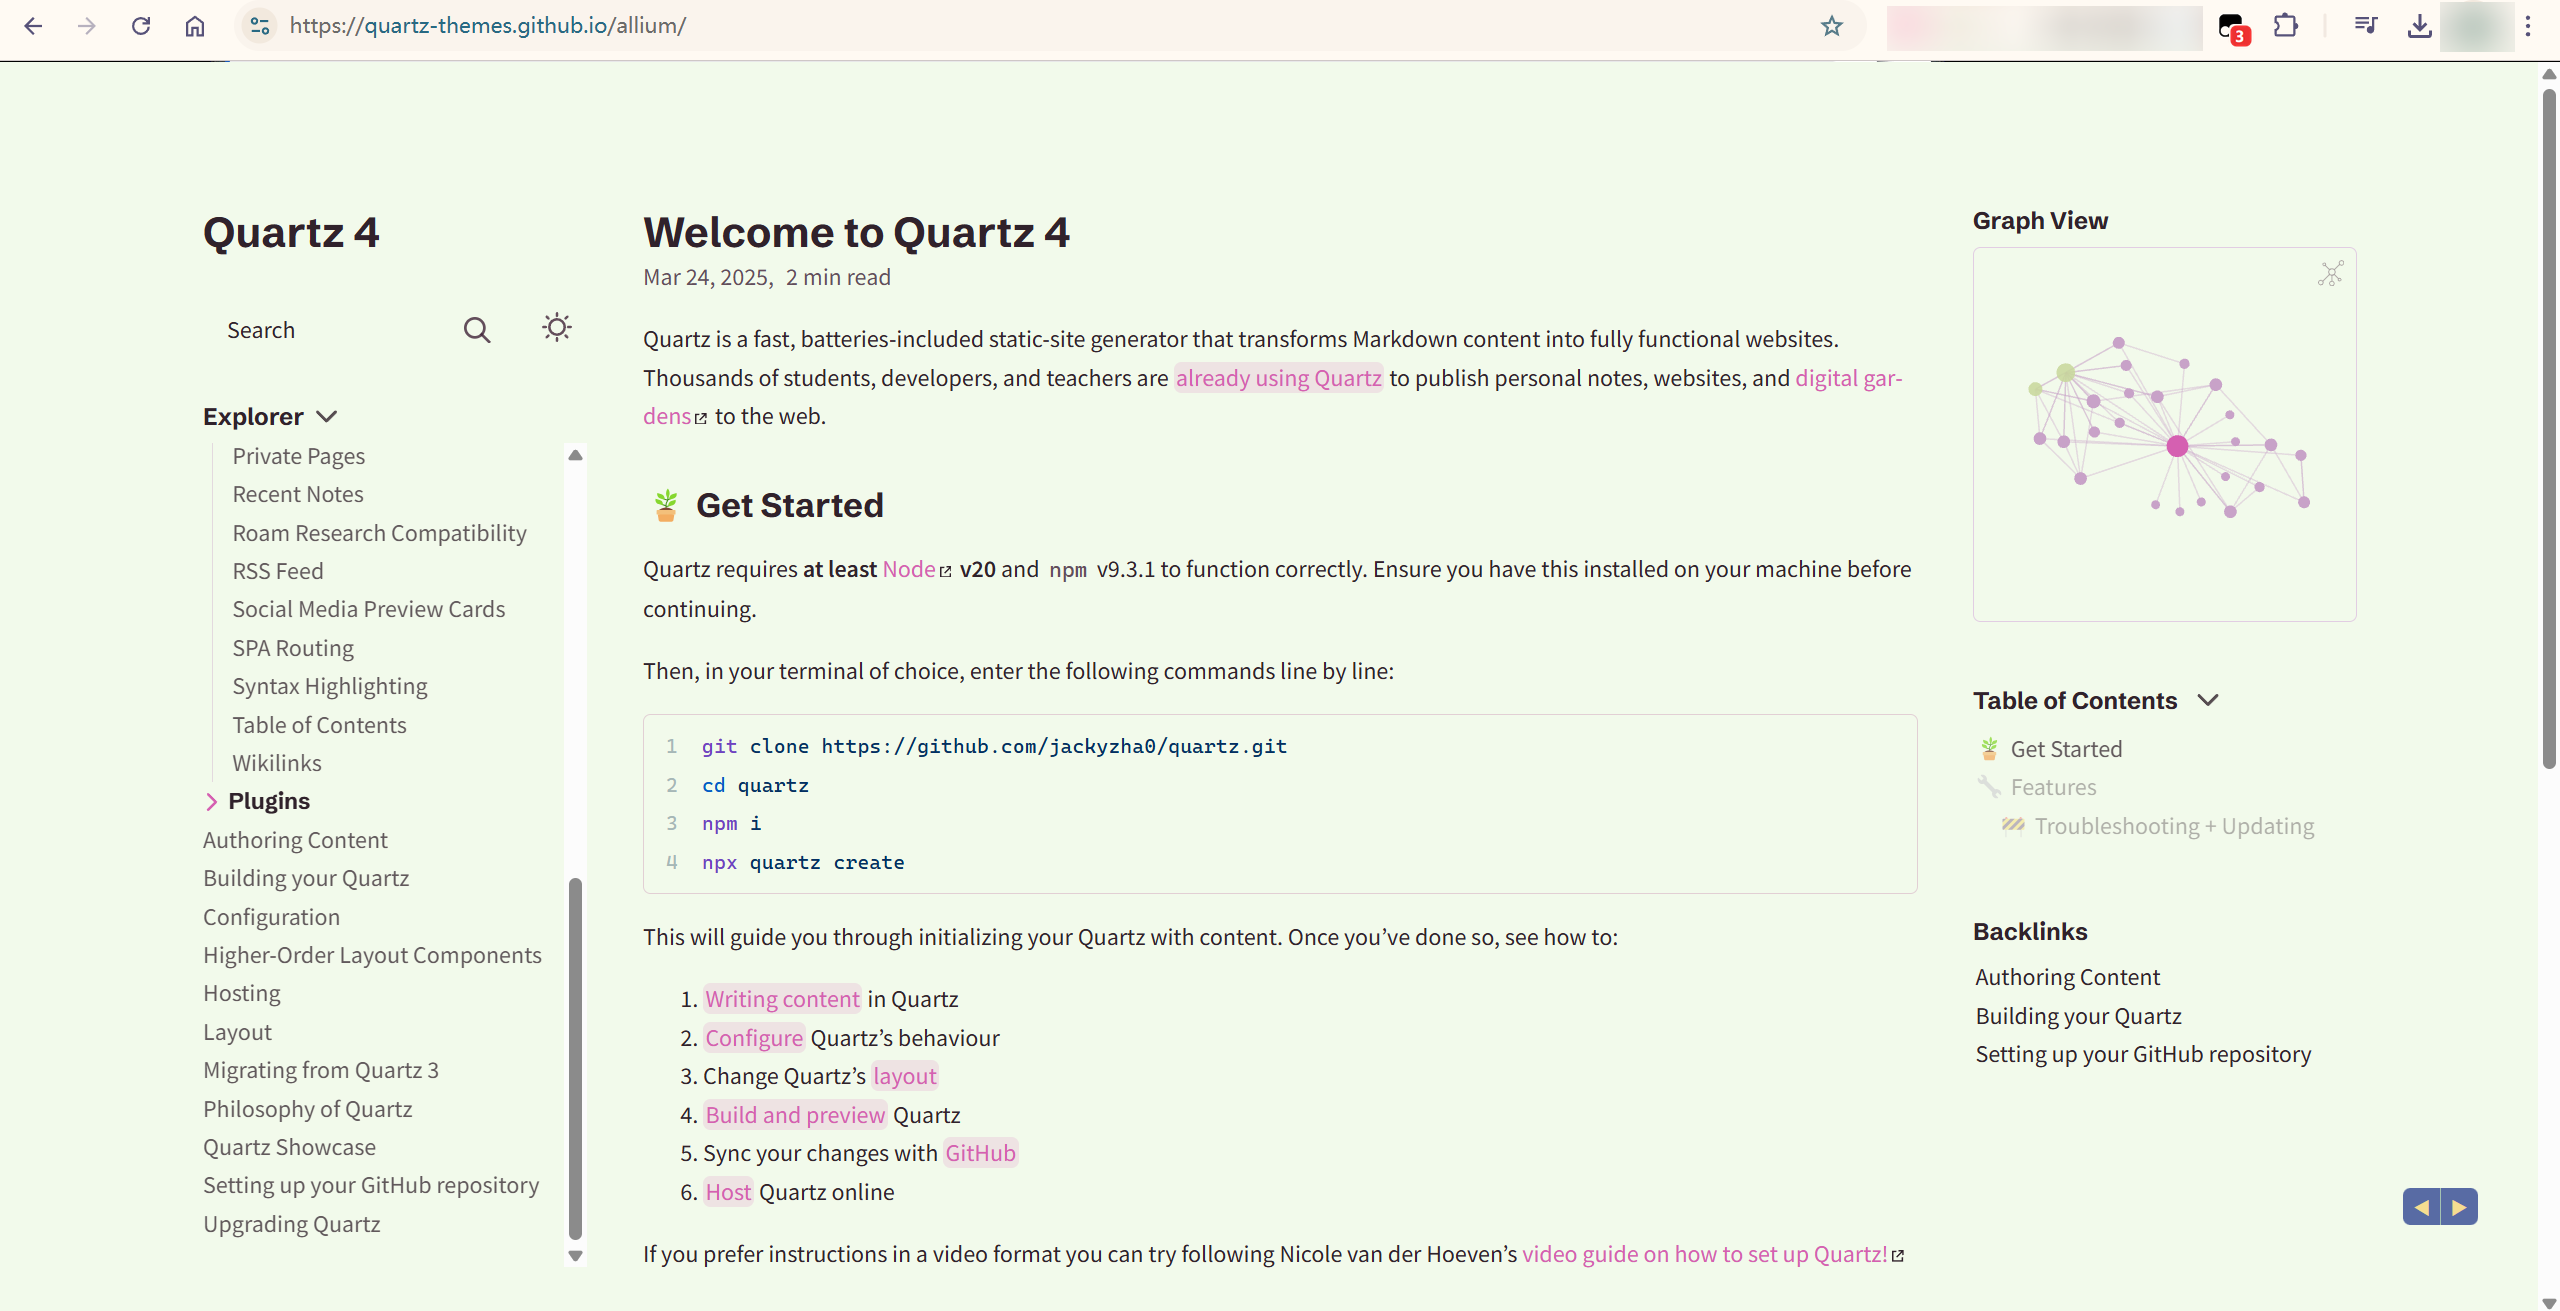 https://quartz-themes.github.io/allium/
3
Quartz 4
Search
Explorer
Private Pages
Recent Notes
Roam Research Compatibility
RSS Feed
Social Media Preview Cards
SPA Routing
Syntax Highlighting
Table of Contents
Wikilinks
Plugins
Authoring Content
Building your Quartz
Configuration
Higher-Order Layout Components
Hosting
Layout
Migrating from Quartz 3
Philosophy of Quartz
Quartz Showcase
Setting up your GitHub repository
Upgrading Quartz
Welcome to Quartz 4
Mar 24, 2025, 2 min read
Quartz is a fast, batteries-included static-site generator that transforms Markdown content into fully functional websites.
Thousands of students, developers, and teachers are already using Quartz to publish personal notes, websites, and digital gar-
dens to the web.
🪴 Get Started
Quartz requires at least Node v20 and npm v9.3.1 to function correctly. Ensure you have this installed on your machine before
continuing.
Then, in your terminal of choice, enter the following commands line by line:
1 git clone https://github.com/jackyzha0/quartz.git
2 cd quartz
3 npm i
4 npx quartz create
This will guide you through initializing your Quartz with content. Once you’ve done so, see how to:
1. Writing content in Quartz
2. Configure Quartz’s behaviour
3. Change Quartz’s layout
4. Build and preview Quartz
5. Sync your changes with GitHub
6. Host Quartz online
If you prefer instructions in a video format you can try following Nicole van der Hoeven’s video guide on how to set up Quartz!
Graph View
Table of Contents
🪴 Get Started
🔧 Features
🚧 Troubleshooting + Updating
Backlinks
Authoring Content
Building your Quartz
Setting up your GitHub repository